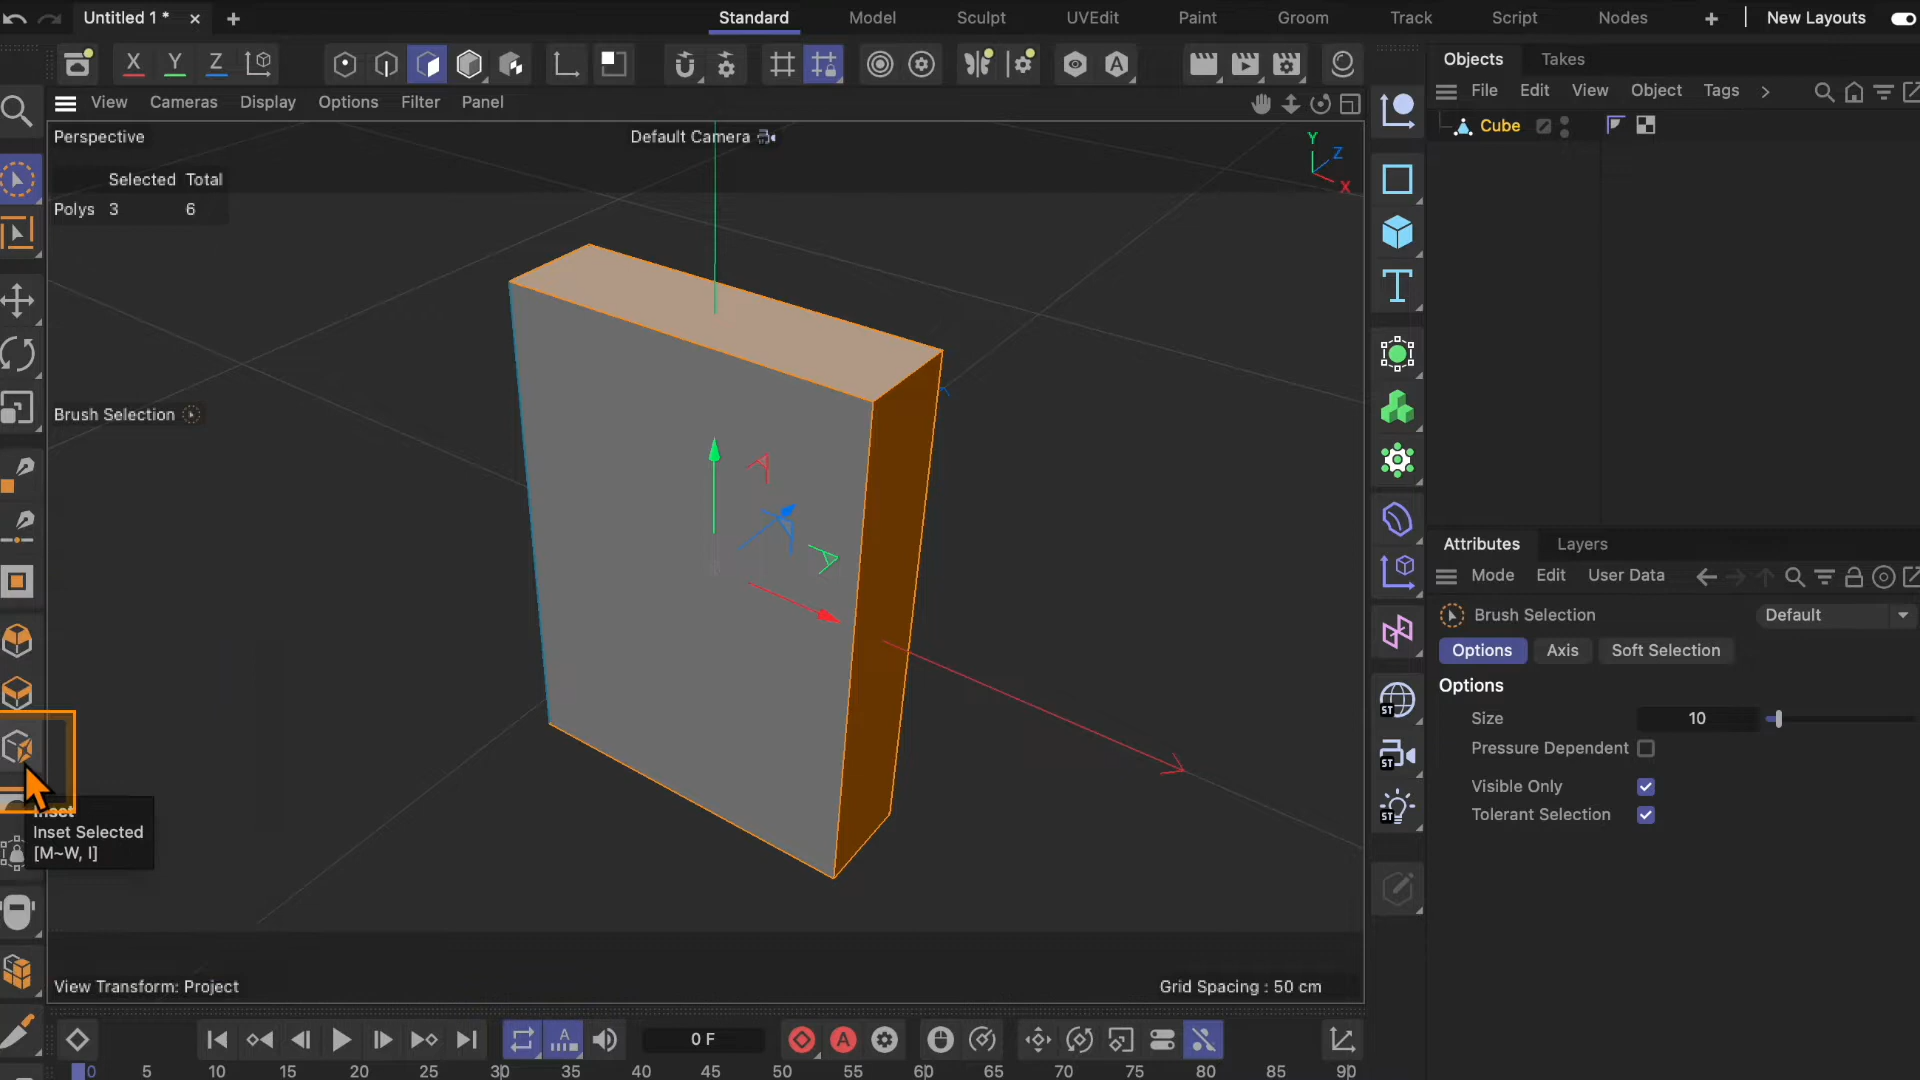 Untitled 1 *
Standard
Model
Sculpt
UVEdit
Paint
Groom
Track
Script
Nodes
New Layouts
X Y Z
Objects
Takes
View
Cameras
Display
Options
Filter
Panel
File
Edit
View
Object
Tags
Perspective
Default Camera
Y
Z
X
Cube
Selected Total
Polys 3 6
Brush Selection
Inset
Inset Selected
[M~W, I]
View Transform: Project
Grid Spacing : 50 cm
ST
ST
ST
Attributes
Layers
Mode
Edit
User Data
Brush Selection
Default
Options
Axis
Soft Selection
Options
Size
10
Pressure Dependent
Visible Only
Tolerant Selection
0 F
0 5 10 15 20 25 30 35 40 45 50 55 60 65 70 75 80 85 90